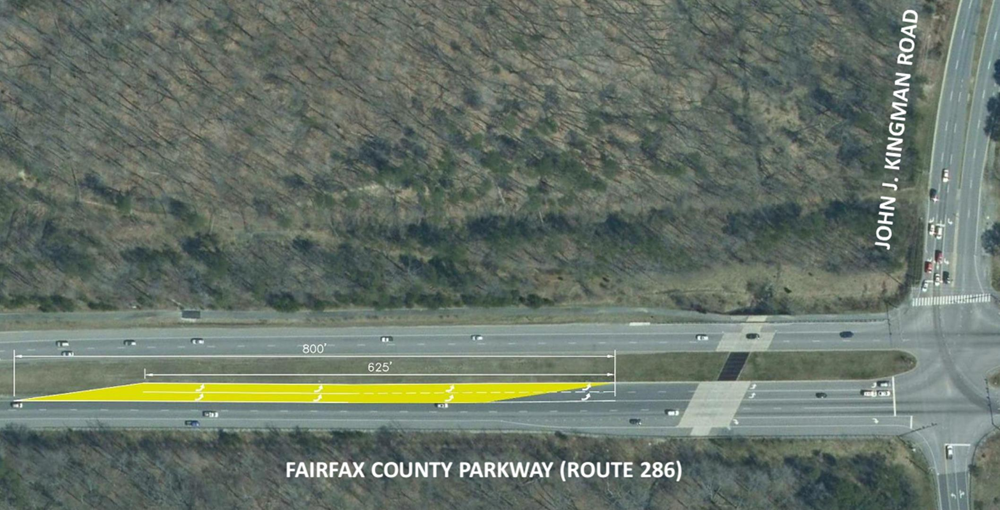 JOHN J. KINGMAN ROAD
800'
625'
FAIRFAX COUNTY PARKWAY (ROUTE 286)